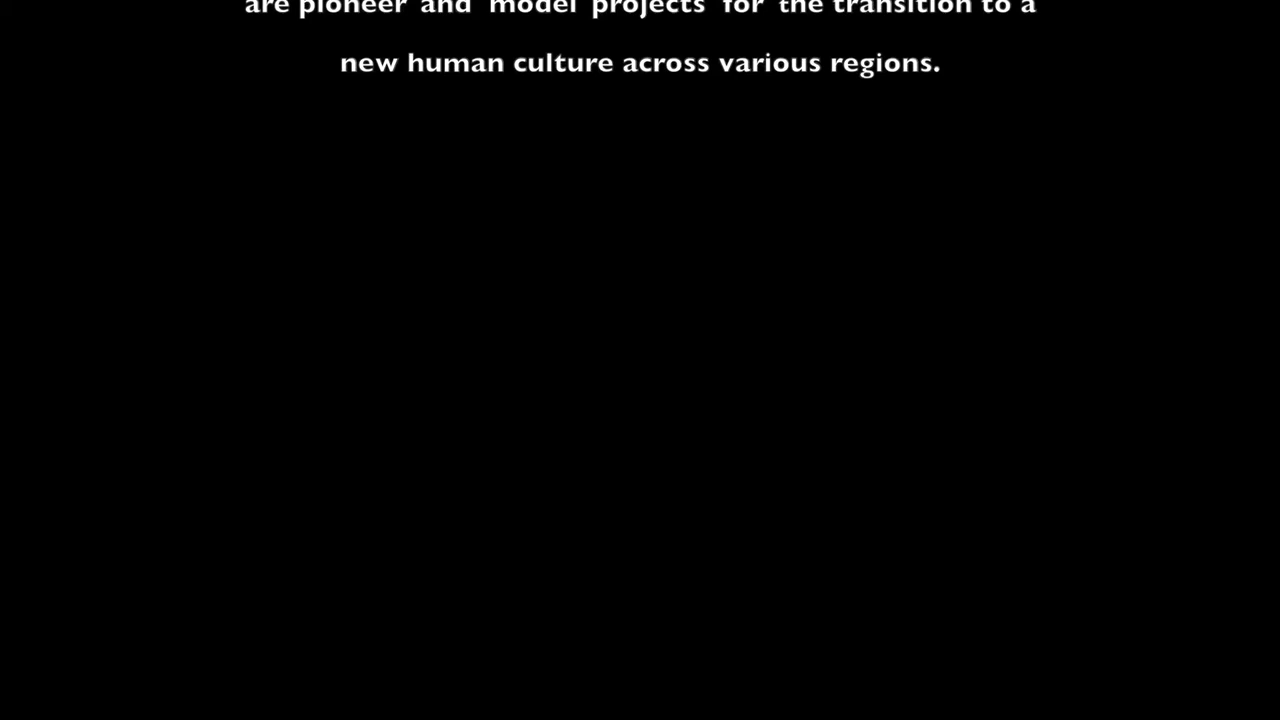 are pioneer and model projects for the transition to a
new human culture across various regions.